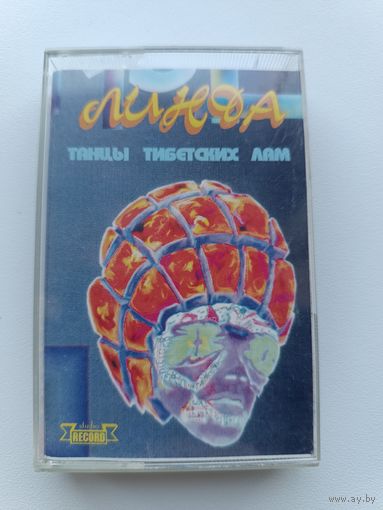 ЛИНДА
ТАНЦЫ ТИБЕТСКИХ ЛАМ
studio
RECORD
www.ay.by